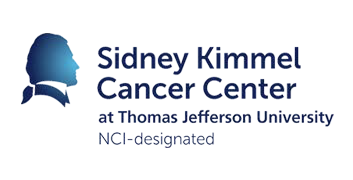 Sidney Kimmel
Cancer Center
at Thomas Jefferson University
NCI-designated